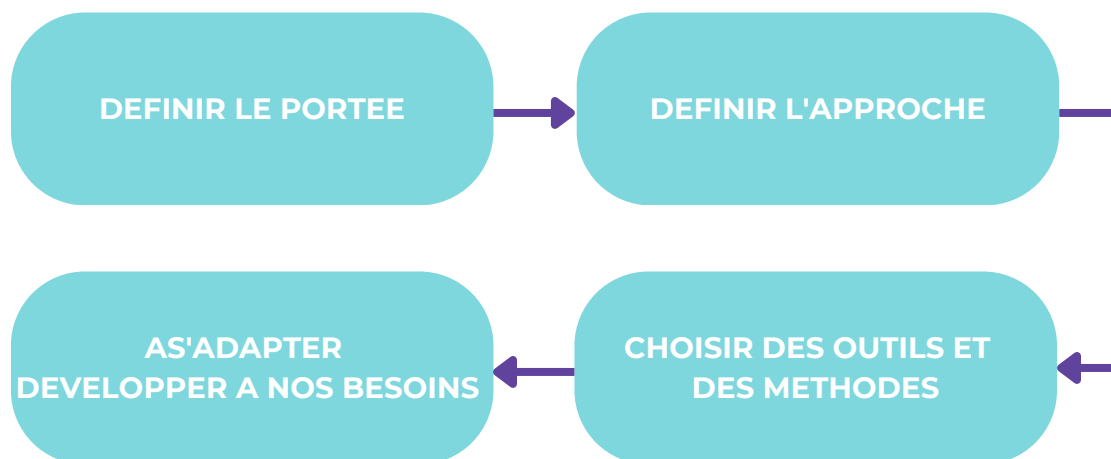 DEFINIR LE PORTEE
DEFINIR L'APPROCHE
CHOISIR DES OUTILS ET
DES METHODES
AS'ADAPTER
DEVELOPPER A NOS BESOINS